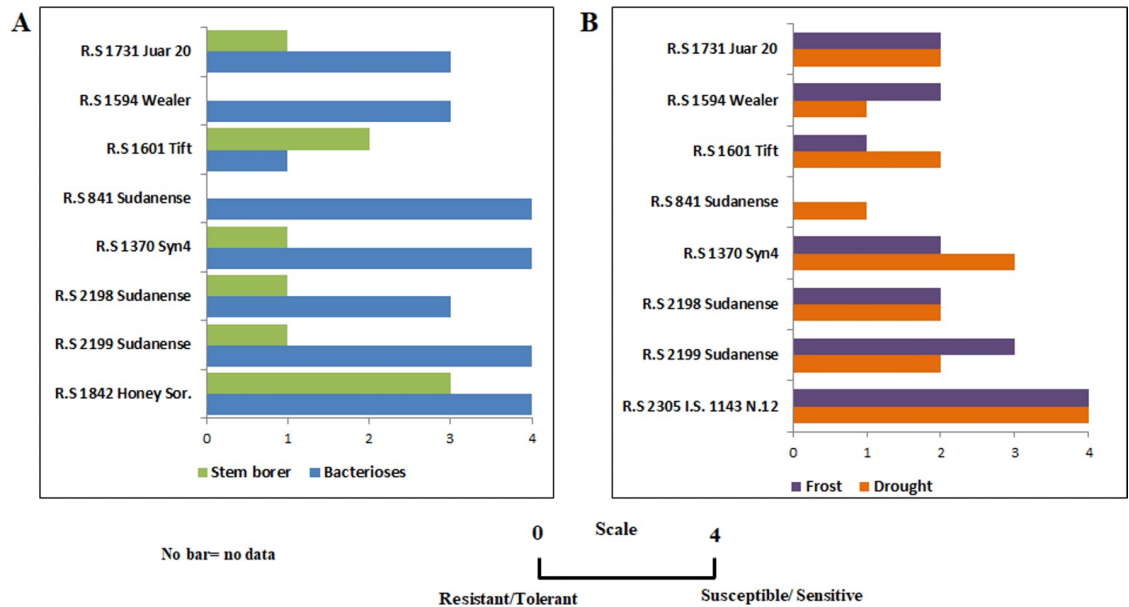 A
R.S 1731 Juar 20
R.S 1594 Wealer
R.S 1601 Tift
R.S 841 Sudanense
R.S 1370 Syn4
R.S 2198 Sudanense
R.S 2199 Sudanense
R.S 1842 Honey Sor.
0 1 2 3 4
Stem borer Bacterioses
B
R.S 1731 Juar 20
R.S 1594 Wealer
R.S 1601 Tift
R.S 841 Sudanense
R.S 1370 Syn4
R.S 2198 Sudanense
R.S 2199 Sudanense
R.S 2305 I.S. 1143 N.12
0 1 2 3 4
Frost Drought
0 Scale 4
No bar= no data
Resistant/Tolerant Susceptible/ Sensitive